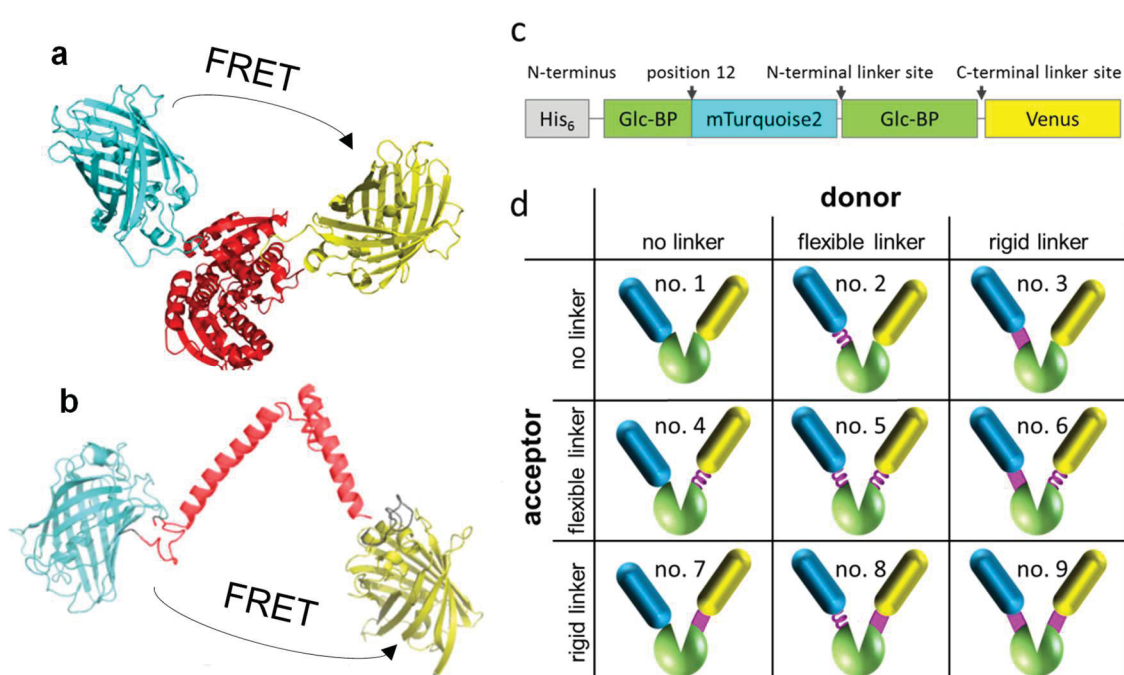 a
FRET
b
FRET
c
N-terminus position 12 N-terminal linker site C-terminal linker site
His6 Glc-BP mTurquoise2 Glc-BP Venus
d
donor
no linker flexible linker rigid linker
acceptor
no linker
no. 1 no. 2 no. 3
flexible linker
no. 4 no. 5 no. 6
rigid linker
no. 7 no. 8 no. 9